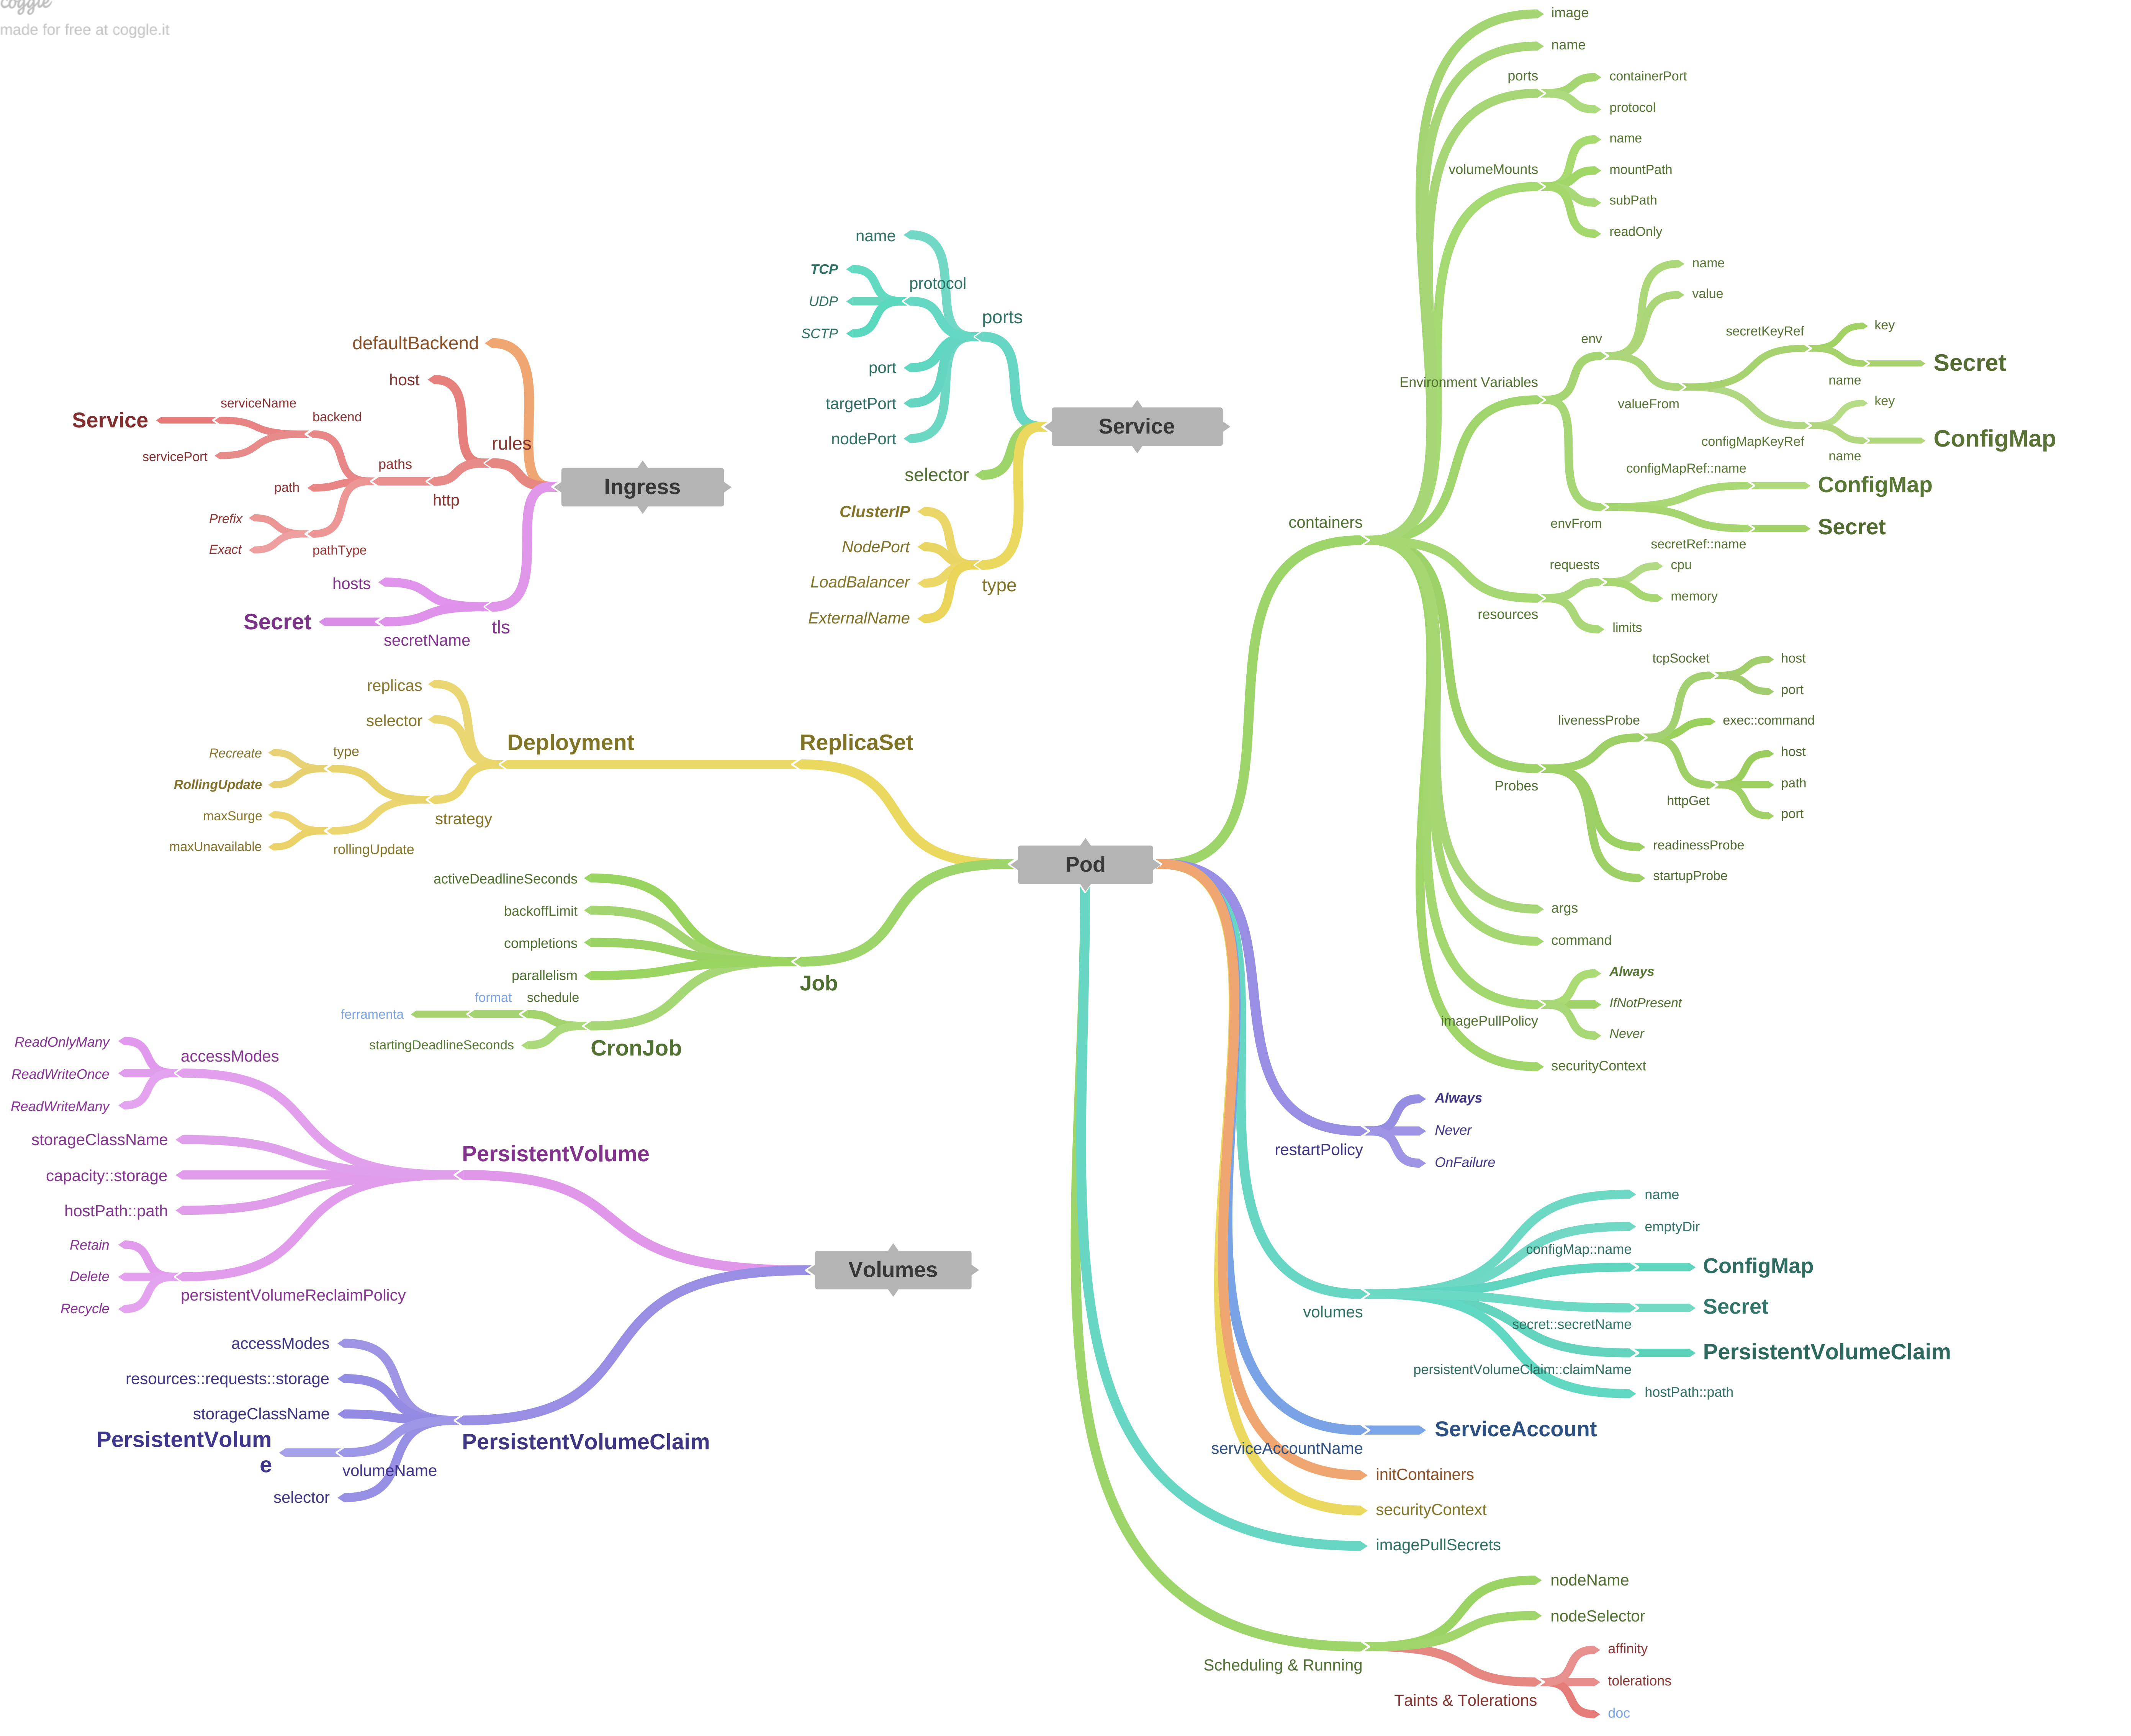 coggle
made for free at coggle.it
Ingress
defaultBackend
rules
host
http
paths
backend
serviceName
Service
servicePort
path
pathType
Prefix
Exact
tls
hosts
secretName
Secret
Service
ports
name
protocol
TCP
UDP
SCTP
port
targetPort
nodePort
selector
type
ClusterIP
NodePort
LoadBalancer
ExternalName
Pod
ReplicaSet
Deployment
replicas
selector
strategy
type
Recreate
RollingUpdate
rollingUpdate
maxSurge
maxUnavailable
Job
activeDeadlineSeconds
backoffLimit
completions
parallelism
CronJob
schedule
format
ferramenta
startingDeadlineSeconds
containers
image
name
ports
containerPort
protocol
volumeMounts
name
mountPath
subPath
readOnly
Environment Variables
env
name
value
valueFrom
secretKeyRef
key
name
Secret
configMapKeyRef
key
name
ConfigMap
envFrom
configMapRef::name
ConfigMap
secretRef::name
Secret
resources
requests
cpu
memory
limits
Probes
livenessProbe
tcpSocket
host
port
exec::command
httpGet
host
path
port
readinessProbe
startupProbe
args
command
imagePullPolicy
Always
IfNotPresent
Never
securityContext
restartPolicy
Always
Never
OnFailure
volumes
name
emptyDir
configMap::name
ConfigMap
secret::secretName
Secret
persistentVolumeClaim::claimName
PersistentVolumeClaim
hostPath::path
serviceAccountName
ServiceAccount
initContainers
securityContext
imagePullSecrets
Scheduling & Running
nodeName
nodeSelector
Taints & Tolerations
affinity
tolerations
doc
Volumes
PersistentVolume
accessModes
ReadOnlyMany
ReadWriteOnce
ReadWriteMany
storageClassName
capacity::storage
hostPath::path
persistentVolumeReclaimPolicy
Retain
Delete
Recycle
PersistentVolumeClaim
accessModes
resources::requests::storage
storageClassName
volumeName
PersistentVolum
e
selector